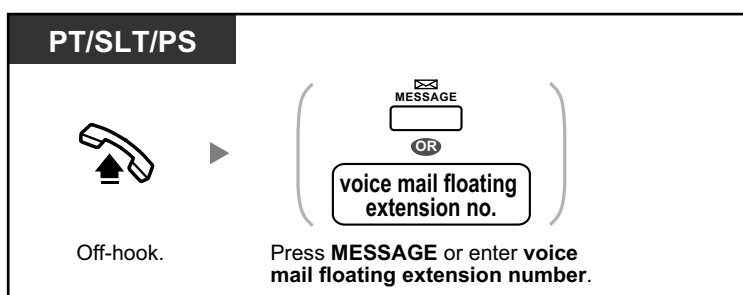 PT/SLT/PS
MESSAGE
OR
voice mail floating
extension no.
Off-hook.
Press MESSAGE or enter voice
mail floating extension number.